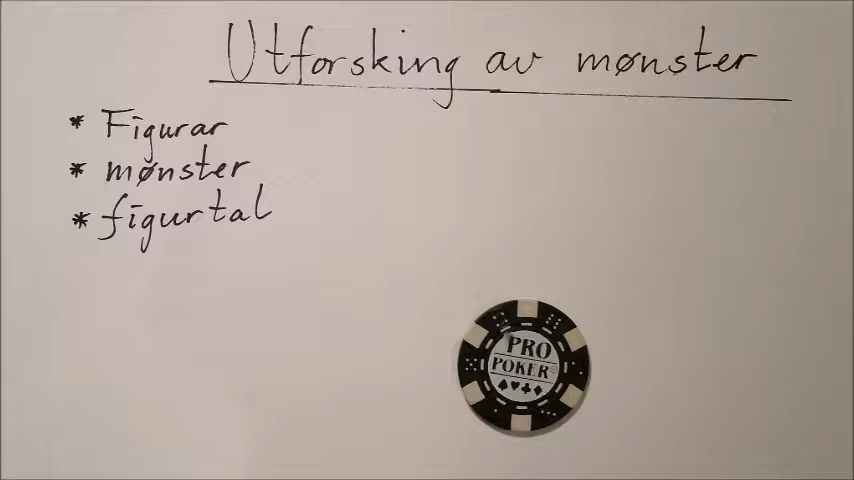 Utforsking av mønster
* Figurar
* mønster
* figurtal
PRO
POKER